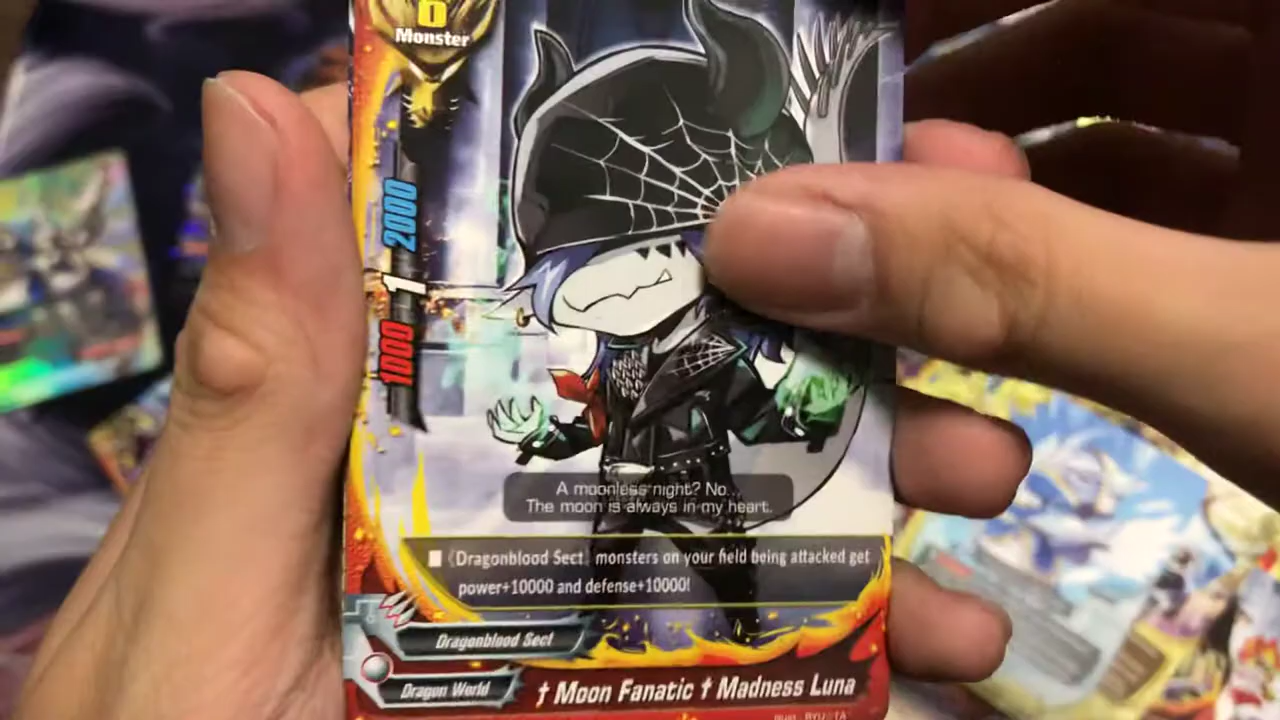 6
Monster
2000
1
1000
A moonless night? No...
The moon is always in my heart.
■《Dragonblood Sect》 monsters on your field being attacked get
power+10000 and defense+10000!
Dragonblood Sect
Dragon World
† Moon Fanatic † Madness Luna